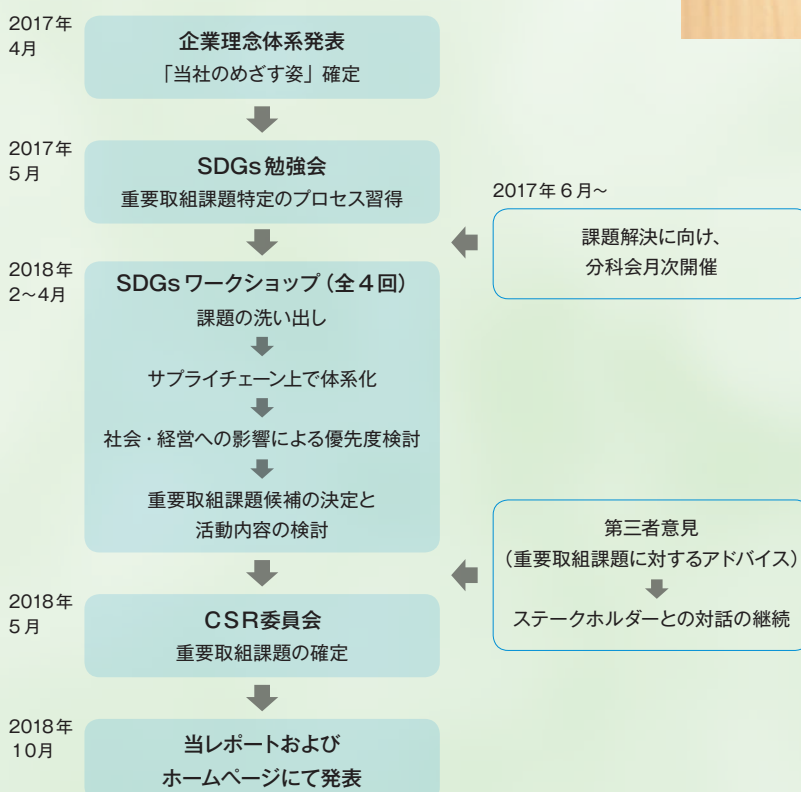 2017年
4月
企業理念体系発表
「当社のめざす姿」確定
2017年
5月
SDGs勉強会
重要取組課題特定のプロセス習得
2017年6月~
課題解決に向け、
分科会月次開催
2018年
2~4月
SDGsワークショップ(全4回)
課題の洗い出し
サプライチェーン上で体系化
社会・経営への影響による優先度検討
重要取組課題候補の決定と
活動内容の検討
第三者意見
(重要取組課題に対するアドバイス)
ステークホルダーとの対話の継続
2018年
5月
CSR委員会
重要取組課題の確定
2018年
10月
当レポートおよび
ホームページにて発表